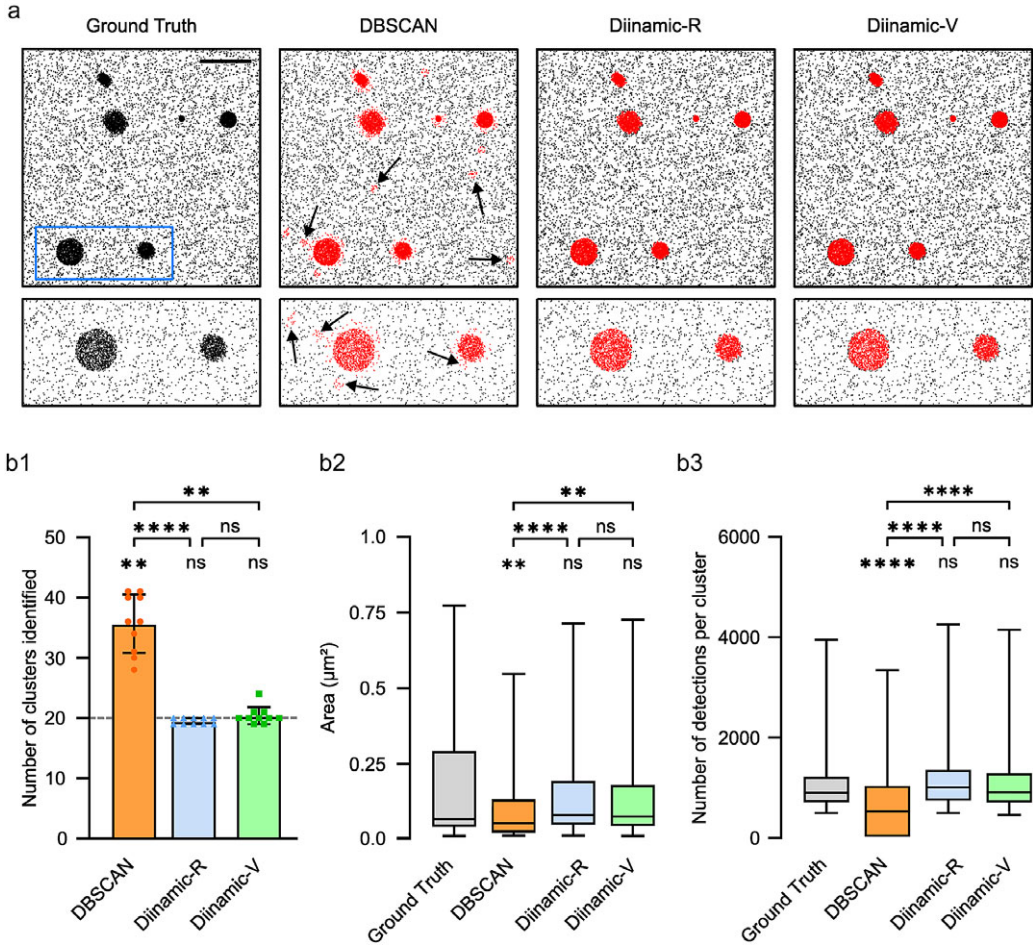 a
Ground Truth DBSCAN Diinamic-R Diinamic-V
b1 b2 b3
**
**** ns
** ns ns
50
40
30
20
10
0
Number of clusters identified
DBSCAN
Diinamic-R
Diinamic-V
**
**** ns
** ns ns
1.0
0.75
0.5
0.25
0.0
Area (µm²)
Ground Truth
DBSCAN
Diinamic-R
Diinamic-V
****
**** ns
**** ns ns
6000
4000
2000
0
Number of detections per cluster
Ground Truth
DBSCAN
Diinamic-R
Diinamic-V